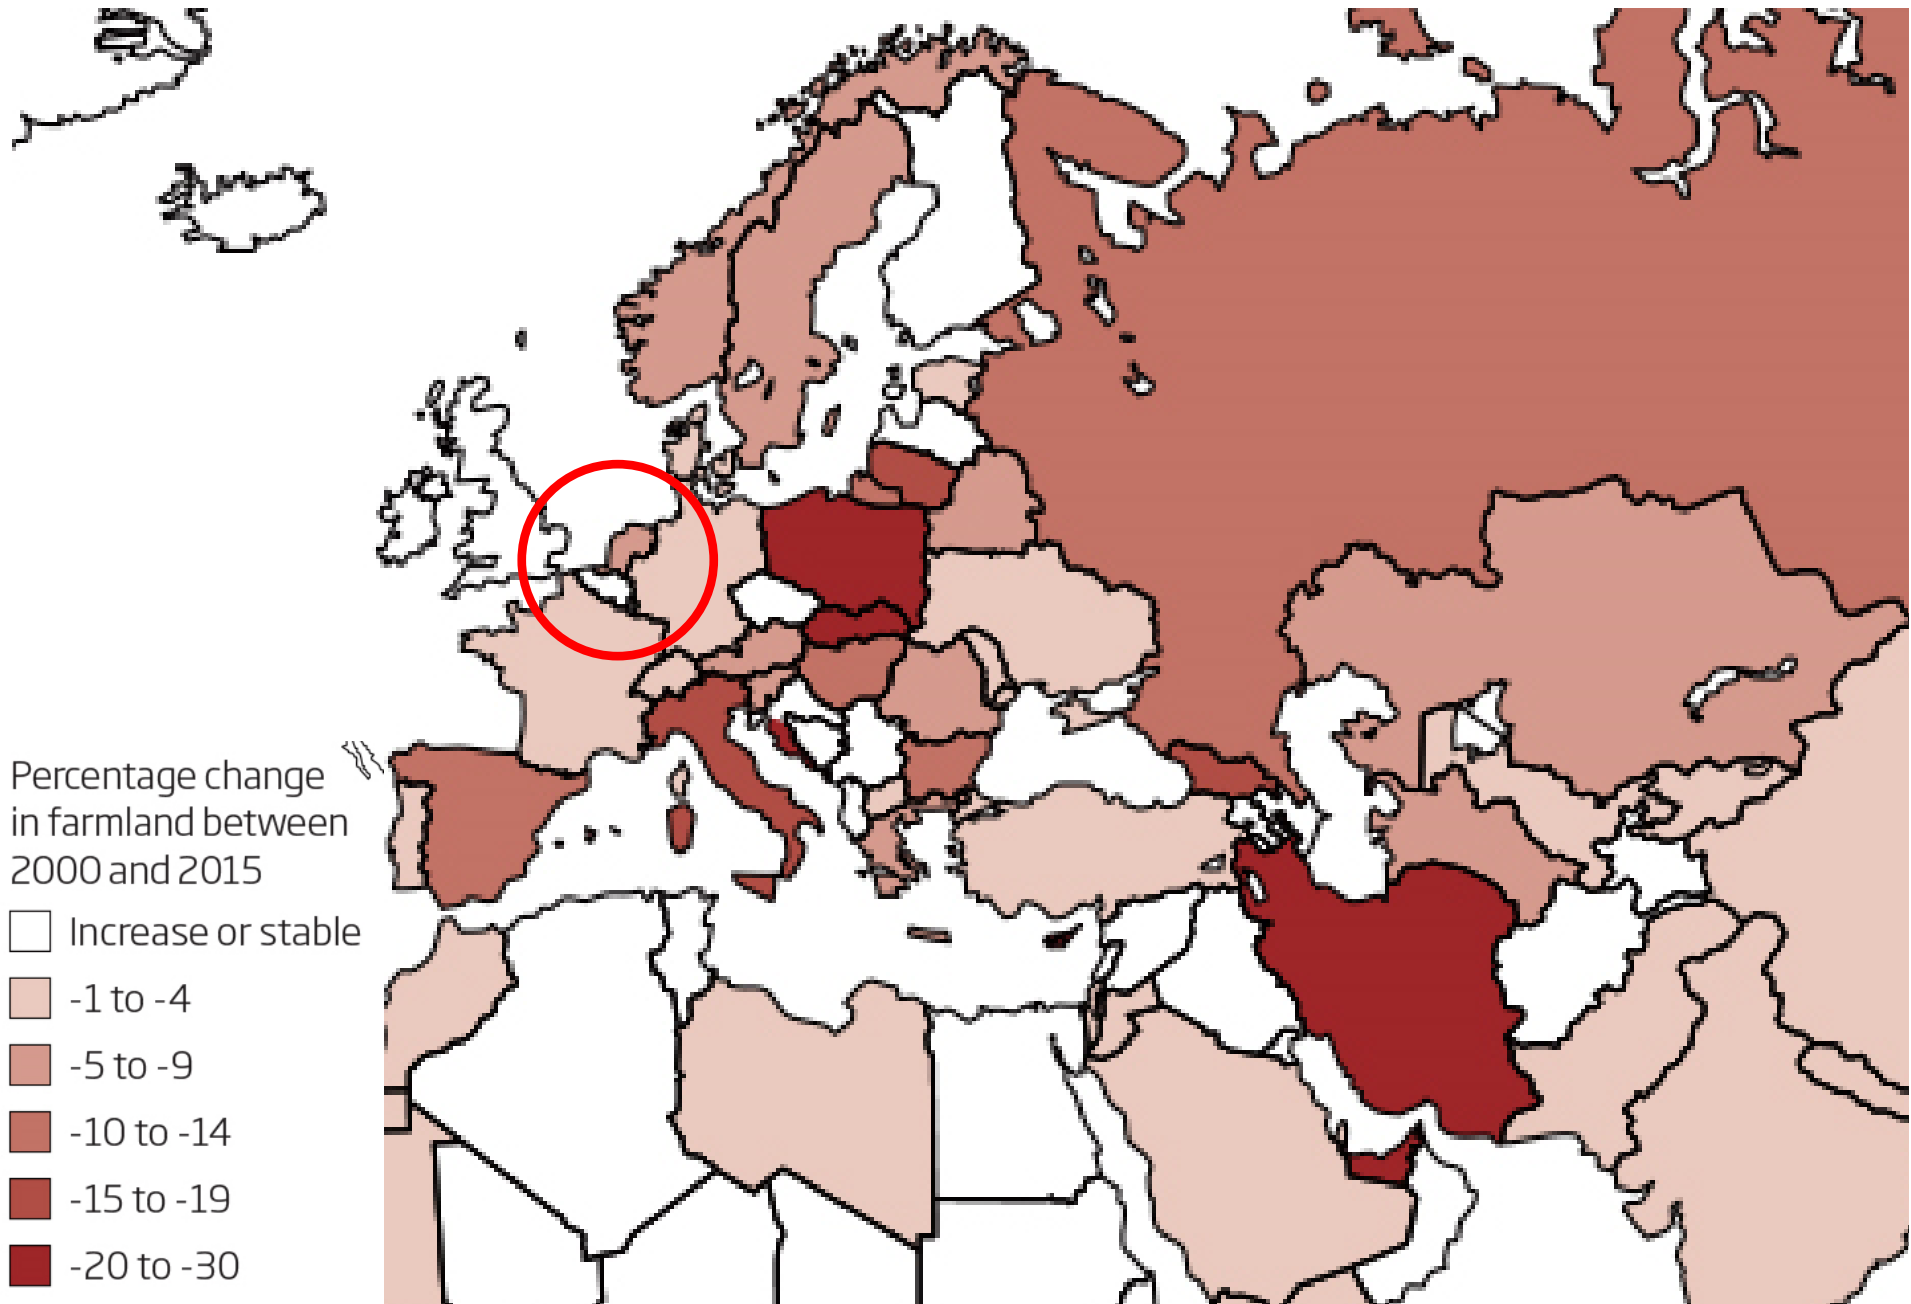 Percentage change
in farmland between
2000 and 2015
Increase or stable
-1 to -4
-5 to -9
-10 to -14
-15 to -19
-20 to -30